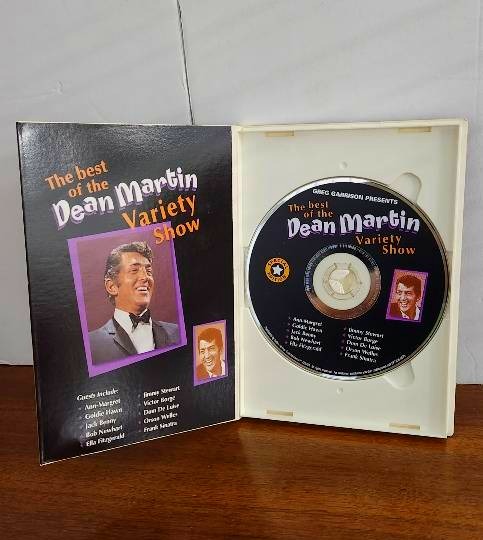 The best
of the
Dean Martin
Variety
Show
Guests Include:
Ann-Margret
Goldie Hawn
Jack Benny
Bob Newhart
Ella Fitzgerald
Jimmy Stewart
Victor Borge
Dom De Luise
Orson Welles
Frank Sinatra
GREG GARRISON PRESENTS
The best
of the
Dean Martin
Variety
Show
Ann-Margret
Goldie Hawn
Jack Benny
Bob Newhart
Ella Fitzgerald
Jimmy Stewart
Victor Borge
Dom De Luise
Orson Welles
Frank Sinatra